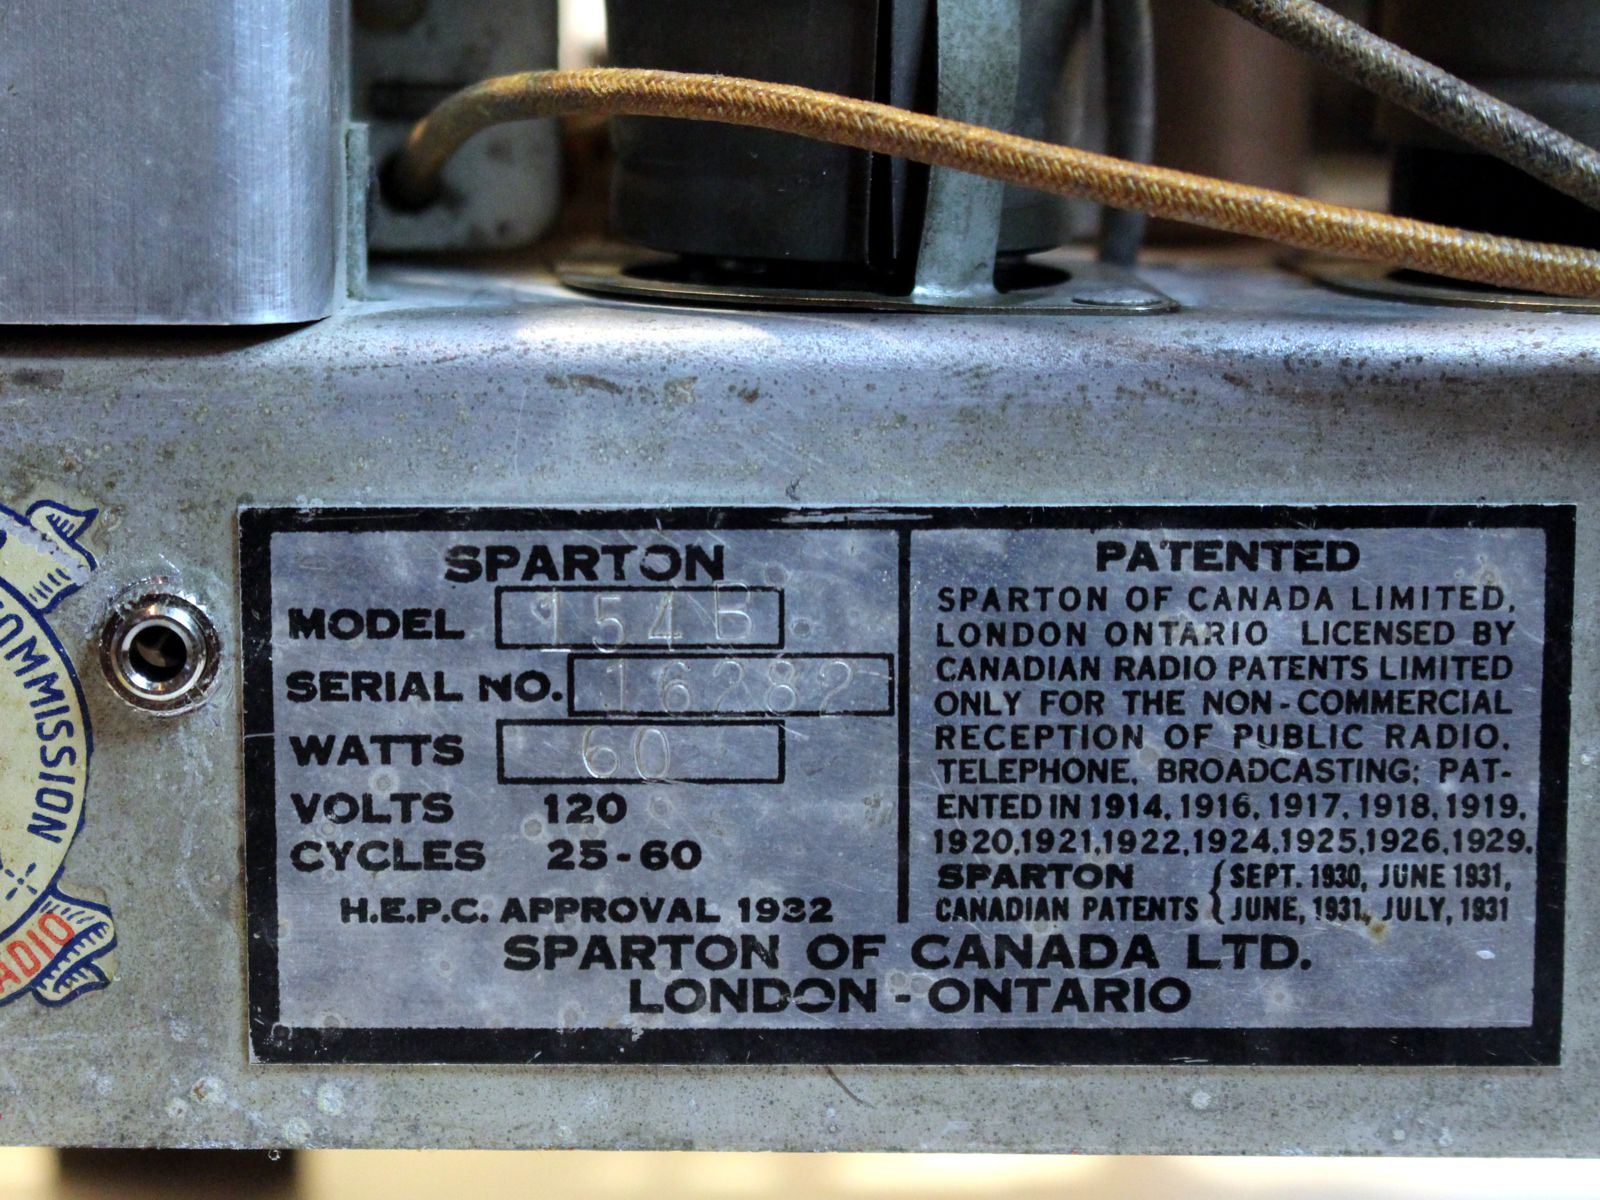 SPARTON
MODEL 154B
SERIAL NO. 16282
WATTS 60
VOLTS 120
CYCLES 25-60
H.E.P.C. APPROVAL 1932
PATENTED
SPARTON OF CANADA LIMITED,
LONDON ONTARIO LICENSED BY
CANADIAN RADIO PATENTS LIMITED
ONLY FOR THE NON-COMMERCIAL
RECEPTION OF PUBLIC RADIO,
TELEPHONE, BROADCASTING; PAT-
ENTED IN 1914, 1916, 1917, 1918, 1919,
1920,1921,1922,1924,1925,1926,1929,
SPARTON { SEPT. 1930, JUNE 1931,
CANADIAN PATENTS { JUNE, 1931, JULY, 1931
SPARTON OF CANADA LTD.
LONDON - ONTARIO